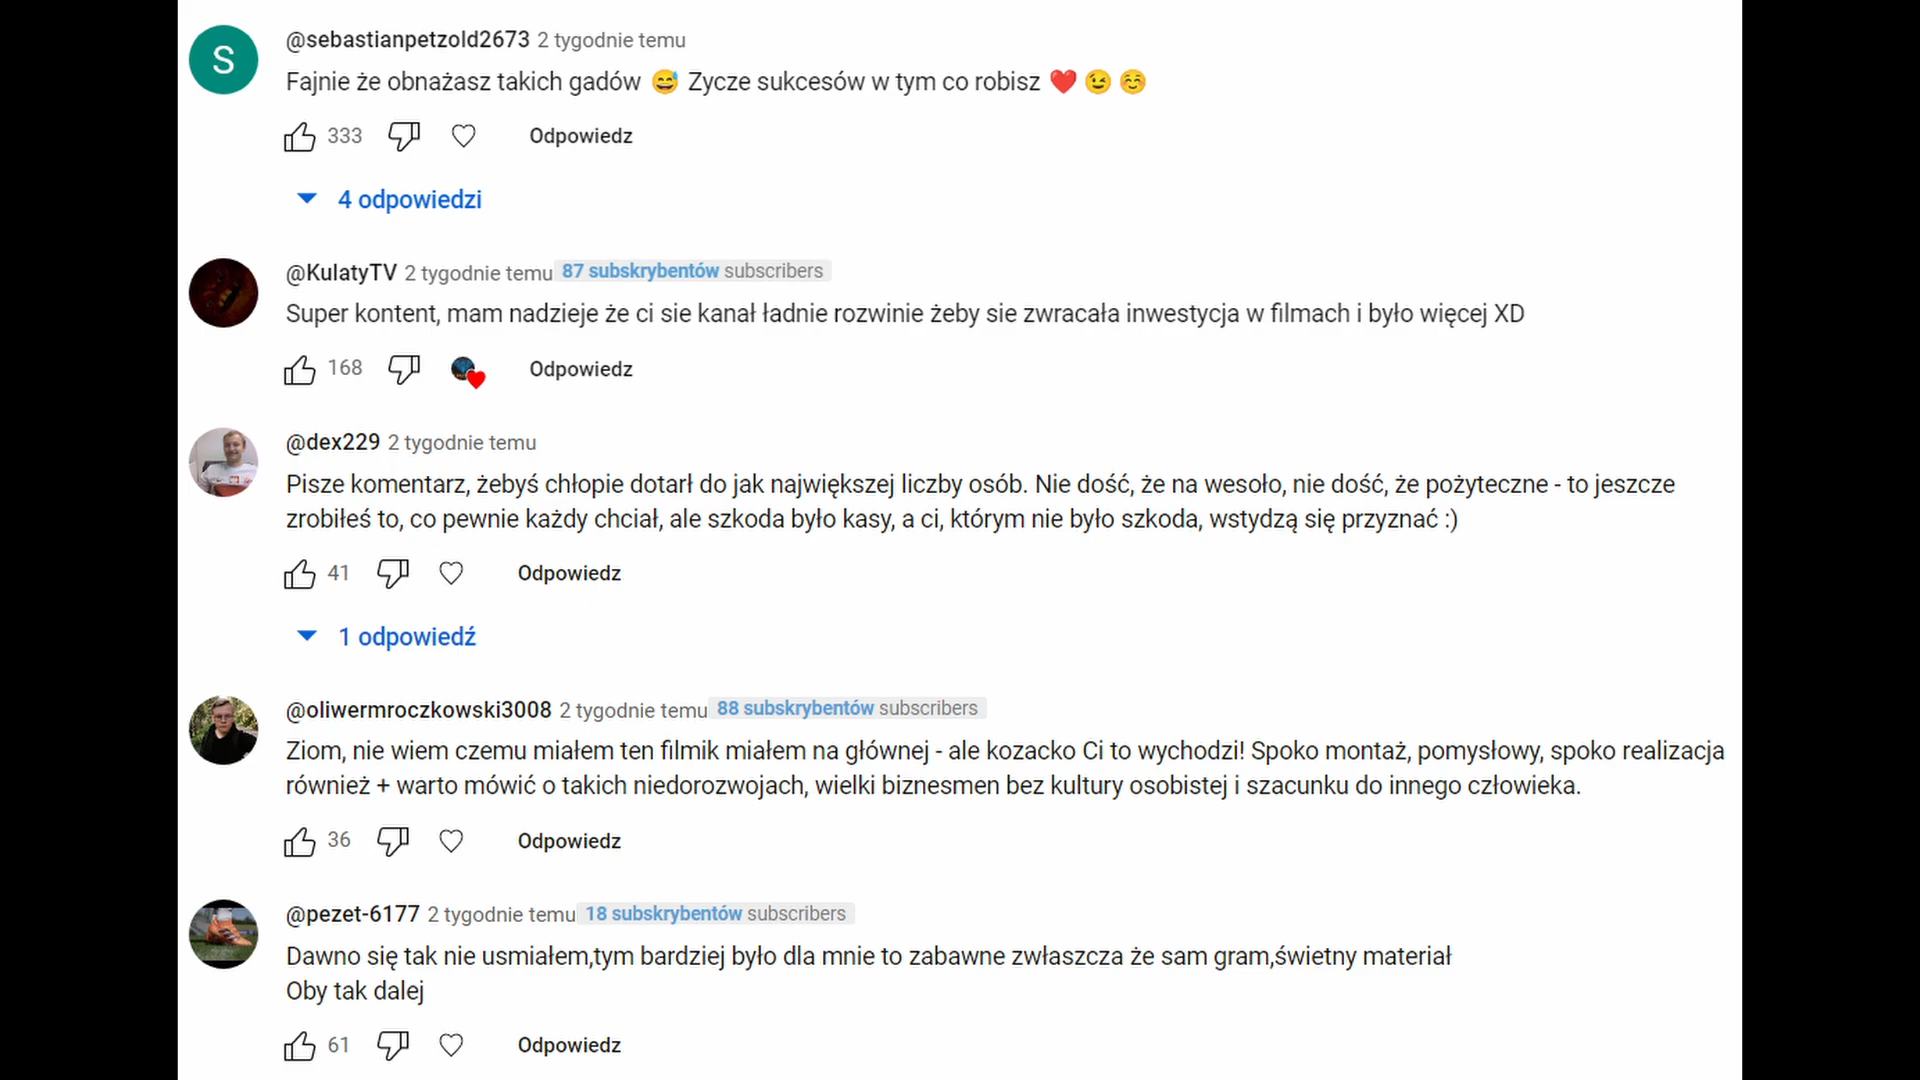 S
@sebastianpetzold2673 2 tygodnie temu
Fajnie że obnażasz takich gadów 😅 Zycze sukcesów w tym co robisz ❤️ 😉 ☺️
333 Odpowiedz
4 odpowiedzi
@KulatyTV 2 tygodnie temu 87 subskrybentów subscribers
Super kontent, mam nadzieje że ci sie kanał ładnie rozwinie żeby sie zwracała inwestycja w filmach i było więcej XD
168 Odpowiedz
@dex229 2 tygodnie temu
Pisze komentarz, żebyś chłopie dotarł do jak największej liczby osób. Nie dość, że na wesoło, nie dość, że pożyteczne - to jeszcze
zrobiłeś to, co pewnie każdy chciał, ale szkoda było kasy, a ci, którym nie było szkoda, wstydzą się przyznać :)
41 Odpowiedz
1 odpowiedź
@oliwermroczkowski3008 2 tygodnie temu 88 subskrybentów subscribers
Ziom, nie wiem czemu miałem ten filmik miałem na głównej - ale kozacko Ci to wychodzi! Spoko montaż, pomysłowy, spoko realizacja
również + warto mówić o takich niedorozwojach, wielki biznesmen bez kultury osobistej i szacunku do innego człowieka.
36 Odpowiedz
@pezet-6177 2 tygodnie temu 18 subskrybentów subscribers
Dawno się tak nie usmiałem,tym bardziej było dla mnie to zabawne zwłaszcza że sam gram,świetny materiał
Oby tak dalej
61 Odpowiedz